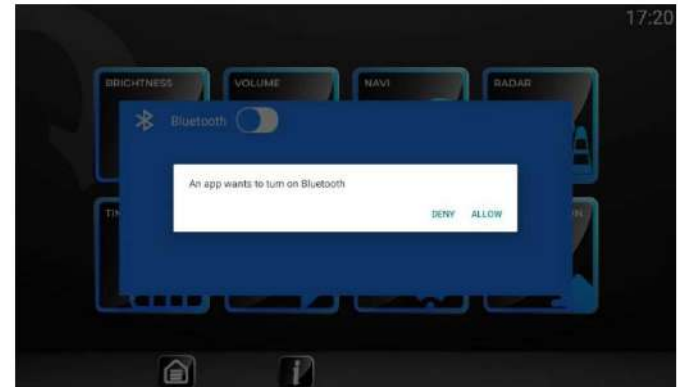 17:20
BRIGHTNESS
VOLUME
NAVI
RADAR
Bluetooth
An app wants to turn on Bluetooth
DENY ALLOW